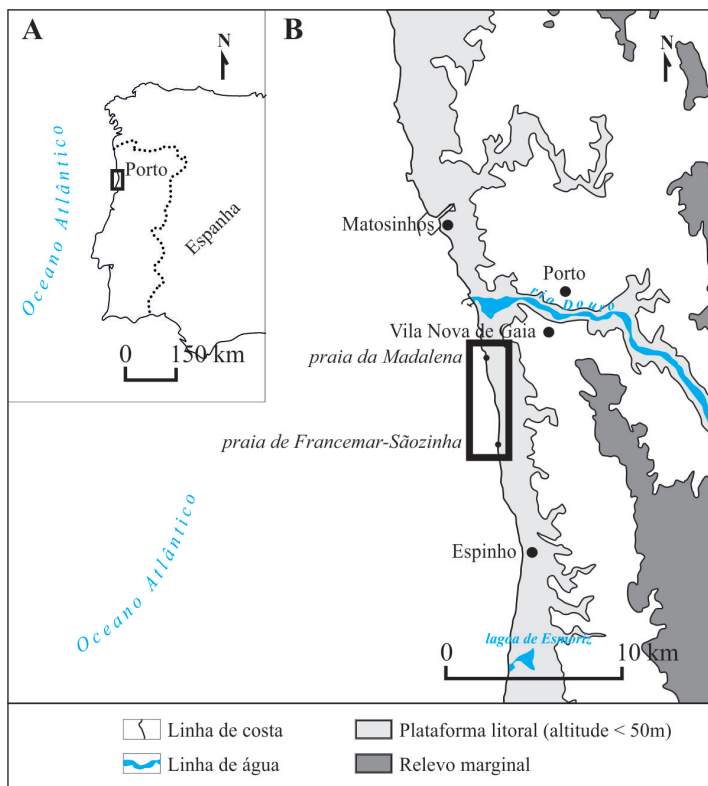 A
N
Porto
Oceano Atlântico
Espanha
0 150 km
B
N
Matosinhos
Porto
rio Douro
Vila Nova de Gaia
praia da Madalena
praia de Francemar-Sãozinha
Oceano Atlântico
Espinho
lagoa de Esmoriz
0 10 km
Linha de costa
Plataforma litoral (altitude < 50m)
Linha de água
Relevo marginal